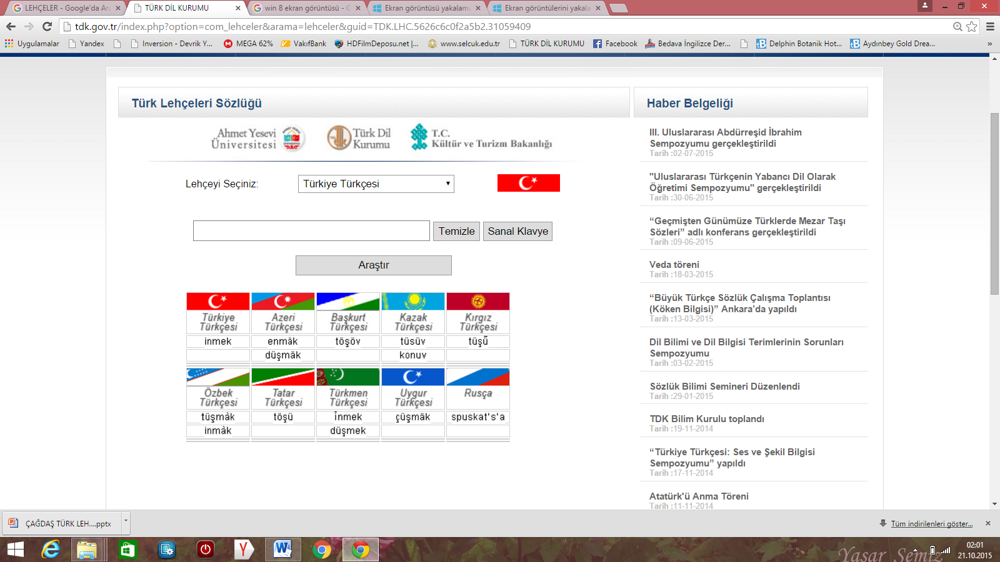 LEHÇELER - Google'da Ara
TÜRK DİL KURUMU
win 8 ekran görüntüsü - G
Ekran görüntüsü yakalama
Ekran görüntülerini yakala
tdk.gov.tr/index.php?option=com_lehceler&arama=lehceler&guid=TDK.LHC.5626c6c0f2a5b2.31059409
Uygulamalar Yandex Inversion - Devrik Y... MEGA 62% VakıfBank HDFilmDeposu.net |... www.selcuk.edu.tr TÜRK DİL KURUMU Facebook Bedava İngilizce Der... Delphin Botanik Hot... Aydınbey Gold Drea... »
Türk Lehçeleri Sözlüğü
Ahmet Yesevi
Üniversitesi
Türk Dil
Kurumu
T.C.
Kültür ve Turizm Bakanlığı
Lehçeyi Seçiniz: Türkiye Türkçesi
Temizle Sanal Klavye
Araştır
Türkiye Türkçesi Azeri Türkçesi Başkurt Türkçesi Kazak Türkçesi Kırgız Türkçesi
inmek enmäk töşöv tüsüv tüşǖ
düşmäk konuv
Özbek Türkçesi Tatar Türkçesi Türkmen Türkçesi Uygur Türkçesi Rusça
tüşmàk töşü īnmek çüşmäk spuskat's'a
inmàk düşmek
Haber Belgeliği
III. Uluslararası Abdürreşid İbrahim
Sempozyumu gerçekleştirildi
Tarih :02-07-2015
"Uluslararası Türkçenin Yabancı Dil Olarak
Öğretimi Sempozyumu" gerçekleştirildi
Tarih :30-06-2015
“Geçmişten Günümüze Türklerde Mezar Taşı
Sözleri” adlı konferans gerçekleştirildi
Tarih :09-06-2015
Veda töreni
Tarih :18-03-2015
“Büyük Türkçe Sözlük Çalışma Toplantısı
(Köken Bilgisi)” Ankara’da yapıldı
Tarih :13-03-2015
Dil Bilimi ve Dil Bilgisi Terimlerinin Sorunları
Sempozyumu
Tarih :03-02-2015
Sözlük Bilimi Semineri Düzenlendi
Tarih :29-01-2015
TDK Bilim Kurulu toplandı
Tarih :19-11-2014
“Türkiye Türkçesi: Ses ve Şekil Bilgisi
Sempozyumu” yapıldı
Tarih :17-11-2014
Atatürk'ü Anma Töreni
Tarih :11-11-2014
ÇAĞDAŞ TÜRK LEH....pptx
Tüm indirilenleri göster...
Yasar Semiz
02:01
21.10.2015